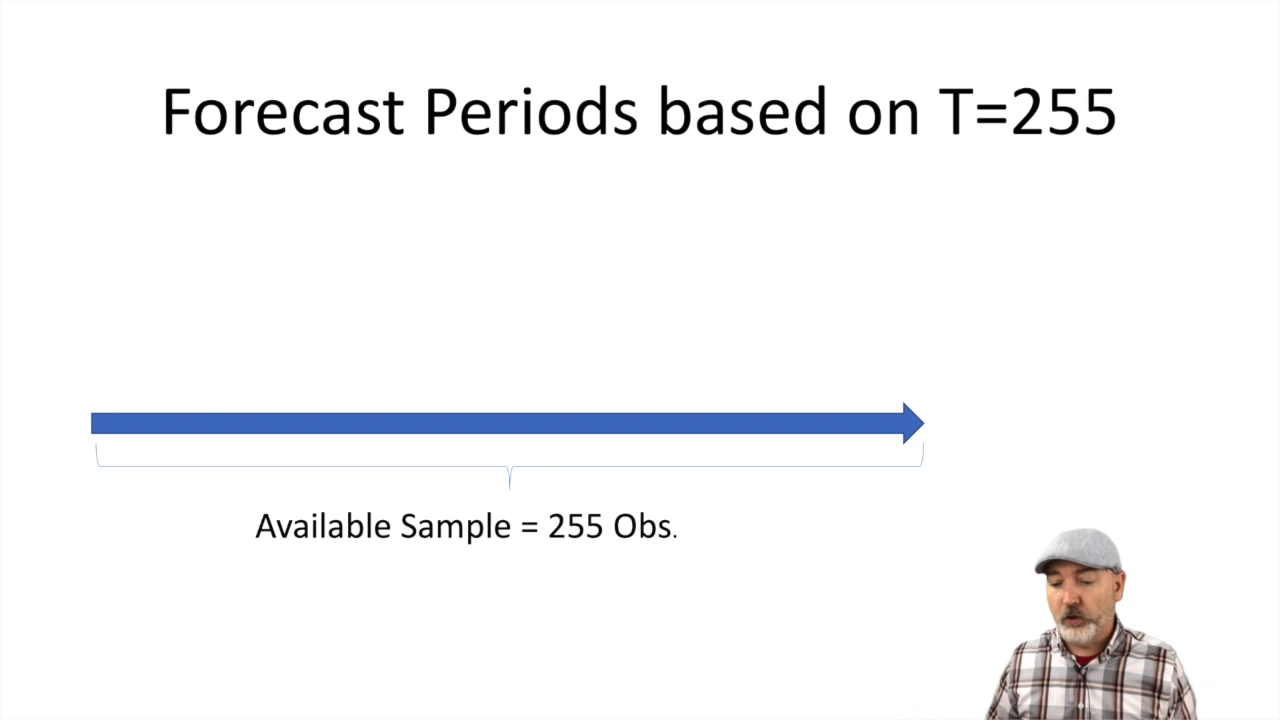 Forecast Periods based on T=255
Available Sample = 255 Obs.